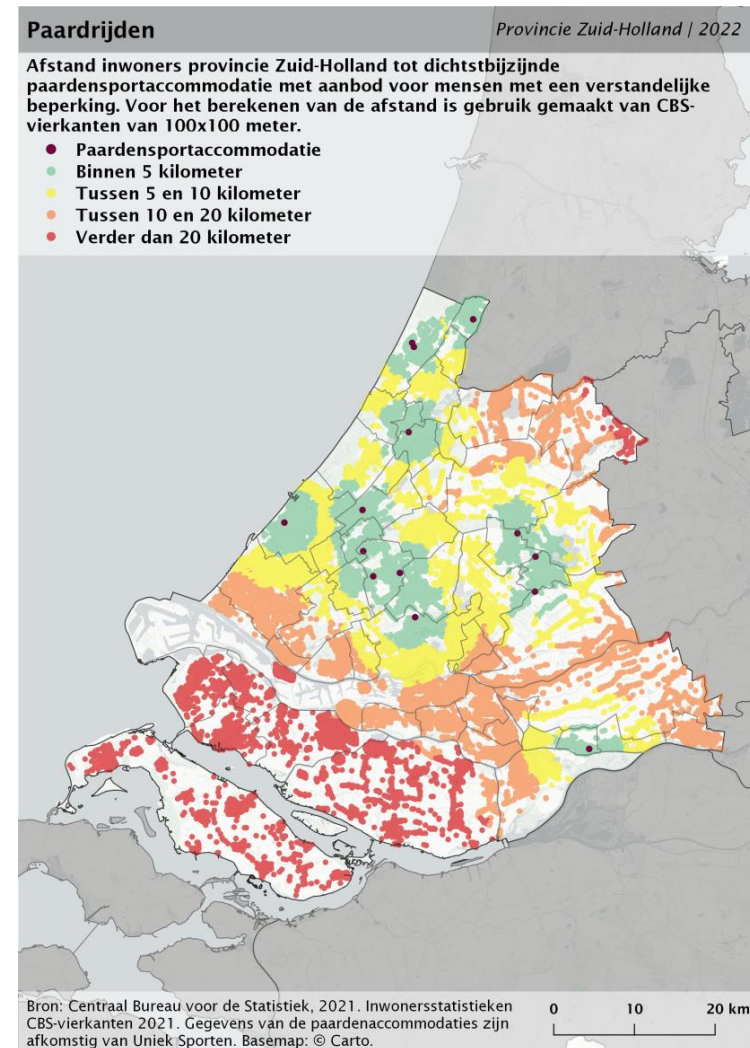 Paardrijden
Provincie Zuid-Holland | 2022
Afstand inwoners provincie Zuid-Holland tot dichtstbijzijnde
paardensportaccommodatie met aanbod voor mensen met een verstandelijke
beperking. Voor het berekenen van de afstand is gebruik gemaakt van CBS-
vierkanten van 100x100 meter.
Paardensportaccommodatie
Binnen 5 kilometer
Tussen 5 en 10 kilometer
Tussen 10 en 20 kilometer
Verder dan 20 kilometer
Bron: Centraal Bureau voor de Statistiek, 2021. Inwonersstatistieken
CBS-vierkanten 2021. Gegevens van de paardenaccommodaties zijn
afkomstig van Uniek Sporten. Basemap: © Carto.
0 10 20 km